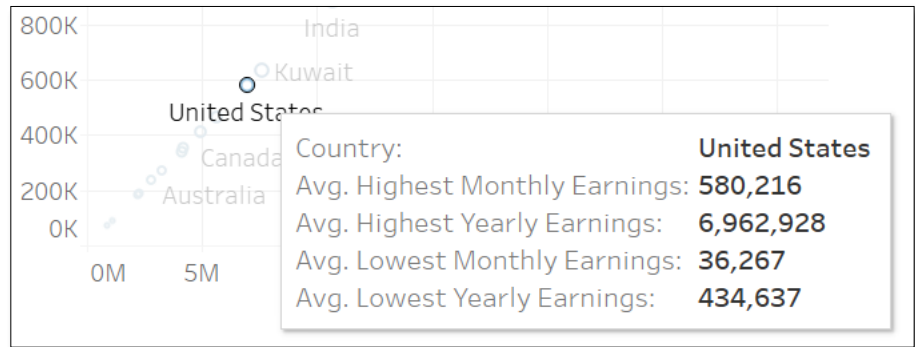 800K
India
600K
Kuwait
United States
400K
Canada
200K
Australia
0K
0M 5M
Country: United States
Avg. Highest Monthly Earnings: 580,216
Avg. Highest Yearly Earnings: 6,962,928
Avg. Lowest Monthly Earnings: 36,267
Avg. Lowest Yearly Earnings: 434,637